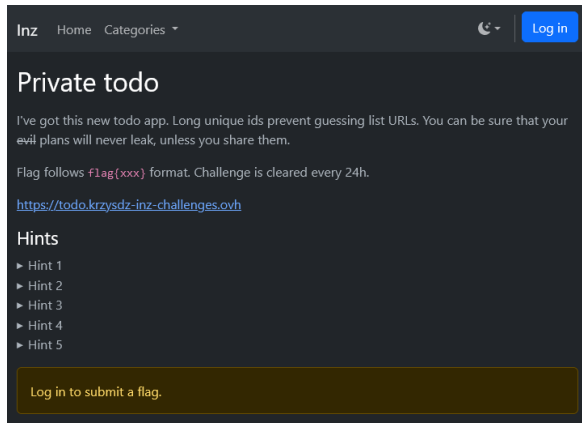 Inz Home Categories Log in
Private todo
I've got this new todo app. Long unique ids prevent guessing list URLs. You can be sure that your
evil plans will never leak, unless you share them.
Flag follows flag{xxx} format. Challenge is cleared every 24h.
https://todo.krzysdz-inz-challenges.ovh
Hints
Hint 1
Hint 2
Hint 3
Hint 4
Hint 5
Log in to submit a flag.